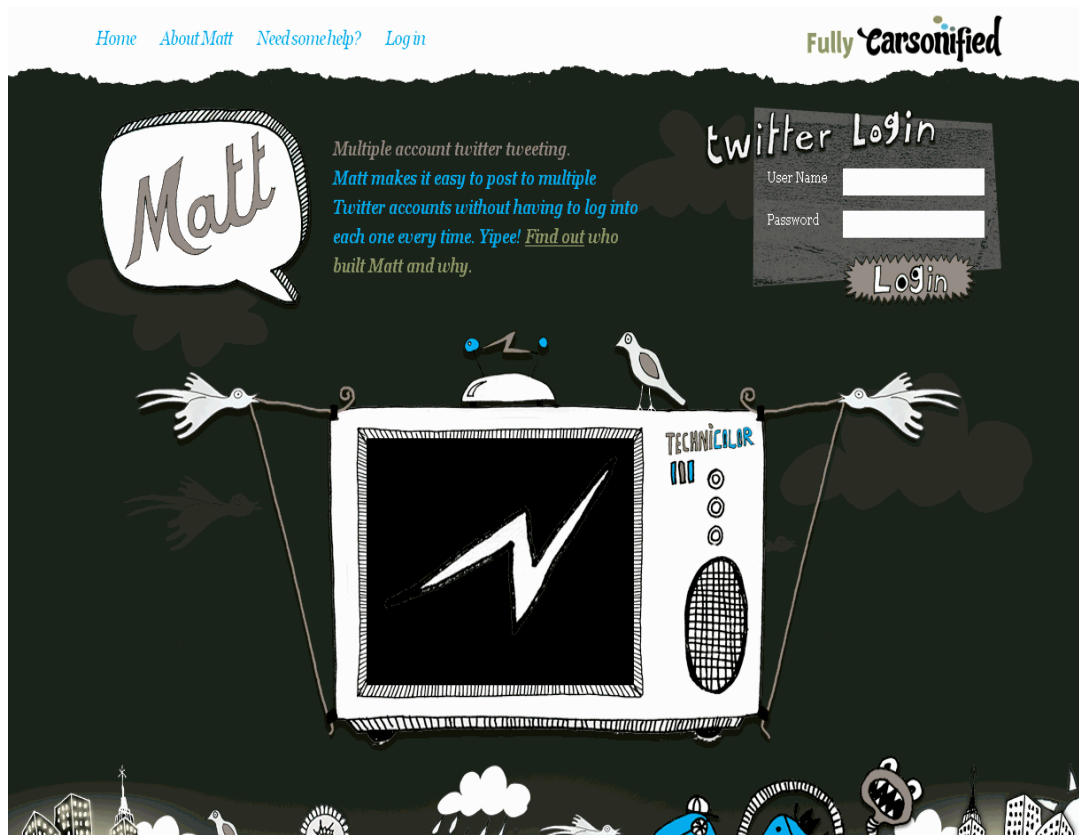 Home About Matt Need some help? Log in
Fully Carsonified
Matt
Multiple account twitter tweeting.
Matt makes it easy to post to multiple
Twitter accounts without having to log into
each one every time. Yipee! Find out who
built Matt and why.
twitter Login
User Name
Password
Login
TECHNICOLOR